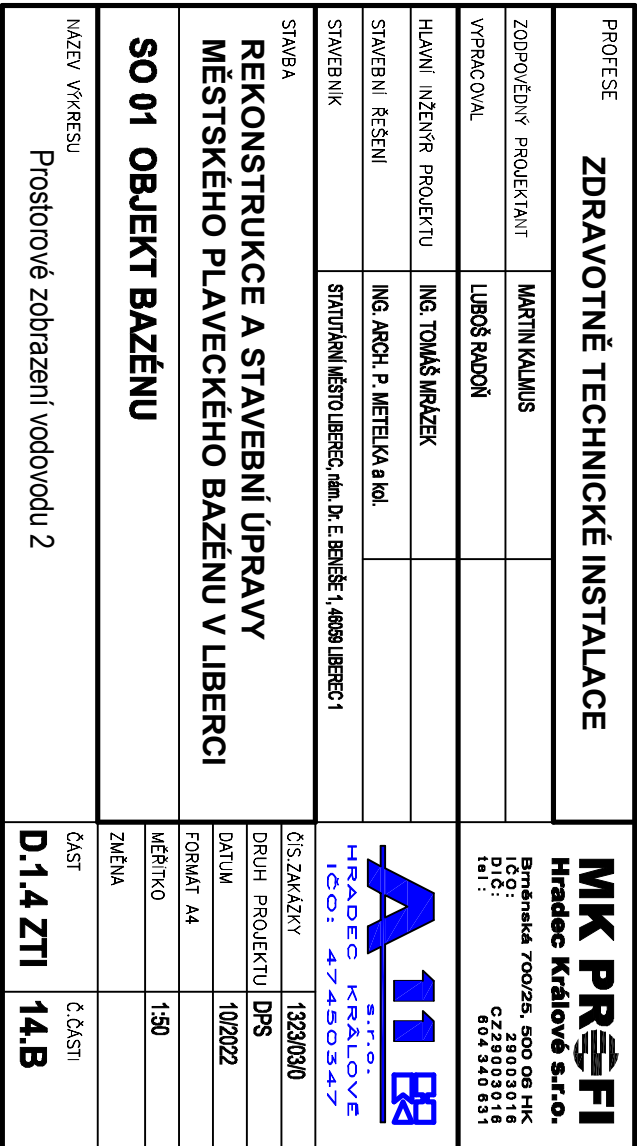 PROFESE
ZDRAVOTNĚ TECHNICKÉ INSTALACE
ZODPOVĚDNÝ PROJEKTANT MARTIN KALMUS
VYPRACOVAL LUBOŠ RADOŇ
MK PROFI
Hradec Králové s.r.o.
Brněnská 700/25, 500 06 HK
IČO: 29003016
DIČ: CZ29003016
tel: 604 340 631
HLAVNÍ INŽENÝR PROJEKTU ING. TOMÁŠ MRÁZEK
STAVEBNÍ ŘEŠENÍ ING. ARCH. P. METELKA a kol.
STAVEBNÍK STATUTÁRNÍ MĚSTO LIBEREC, nám. Dr. E. BENEŠE 1, 46059 LIBEREC 1
A 11
s.r.o.
HRADEC KRÁLOVÉ
IČO: 47450347
STAVBA
REKONSTRUKCE A STAVEBNÍ ÚPRAVY
MĚSTSKÉHO PLAVECKÉHO BAZÉNU V LIBERCI
SO 01 OBJEKT BAZÉNU
ČÍS.ZAKÁZKY 1323/03/0
DRUH PROJEKTU DPS
DATUM 10/2022
FORMÁT A4
MĚŘÍTKO 1:50
ZMĚNA
NÁZEV VÝKRESU
Prostorové zobrazení vodovodu 2
ČÁST Č.ČÁSTI
D.1.4 ZTI 14.B